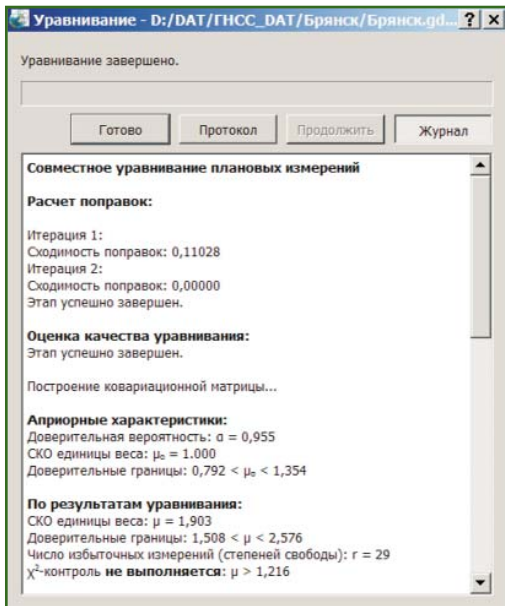 Уравнивание - D:/DAT/ГНСС_DAT/Брянск/Брянск.gd...
Уравнивание завершено.
Готово
Протокол
Продолжить
Журнал
Совместное уравнивание плановых измерений
Расчет поправок:
Итерация 1:
Сходимость поправок: 0,11028
Итерация 2:
Сходимость поправок: 0,00000
Этап успешно завершен.
Оценка качества уравнивания:
Этап успешно завершен.
Построение ковариационной матрицы...
Априорные характеристики:
Доверительная вероятность: α = 0,955
СКО единицы веса: μ₀ = 1.000
Доверительные границы: 0,792 < μ₀ < 1,354
По результатам уравнивания:
СКО единицы веса: μ = 1,903
Доверительные границы: 1,508 < μ < 2,576
Число избыточных измерений (степеней свободы): r = 29
χ²-контроль не выполняется: μ > 1,216